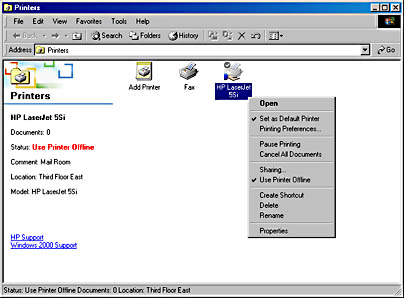 Printers
File Edit View Favorites Tools Help
Back Search Folders History
Address Printers Go
Printers
HP LaserJet 5Si
Documents: 0
Status: Use Printer Offline
Comment: Mail Room
Location: Third Floor East
Model: HP LaserJet 5Si
HP Support
Windows 2000 Support
Add Printer
Fax
HP LaserJet
5Si
Open
Set as Default Printer
Printing Preferences...
Pause Printing
Cancel All Documents
Sharing...
Use Printer Offline
Create Shortcut
Delete
Rename
Properties
Status: Use Printer Offline Documents: 0 Location: Third Floor East